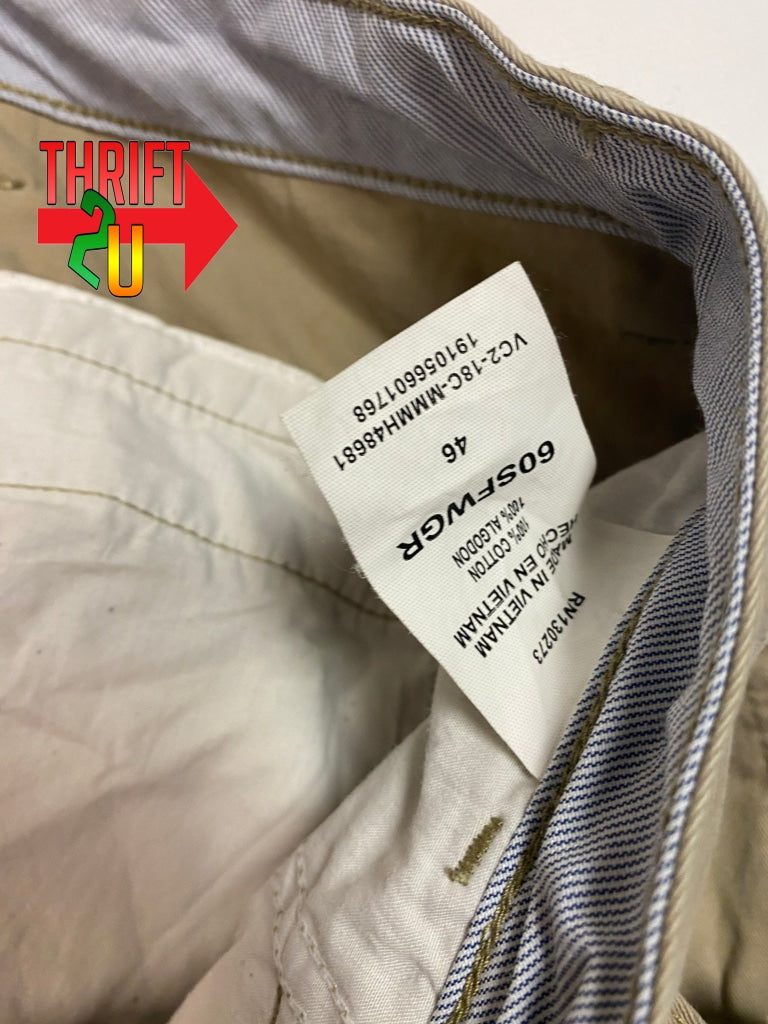 THRIFT
2U
RN130273
MADE IN VIETNAM
HECHO EN VIETNAM
100% COTTON
100% ALGODON
60SFWGR
46
VC2-18C-MMMH48681
191056601768